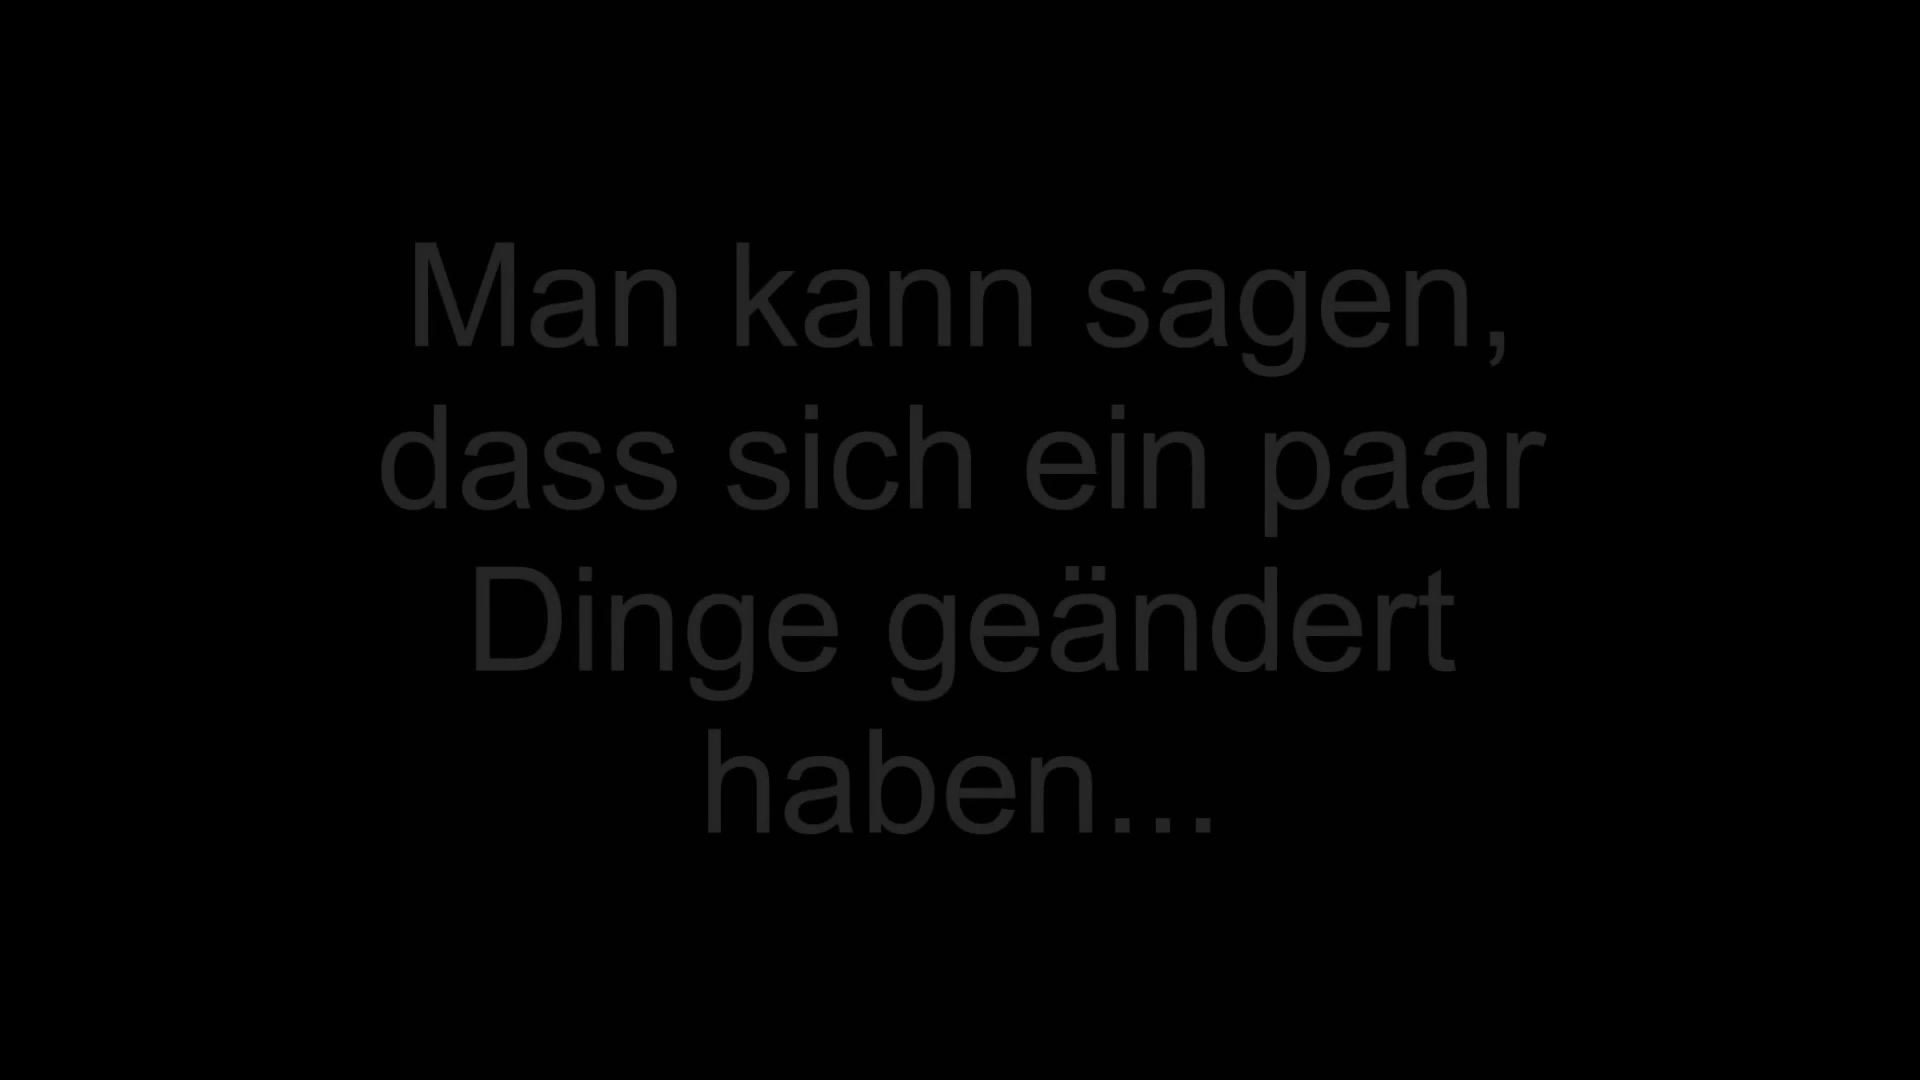 Man kann sagen,
dass sich ein paar
Dinge geändert
haben...